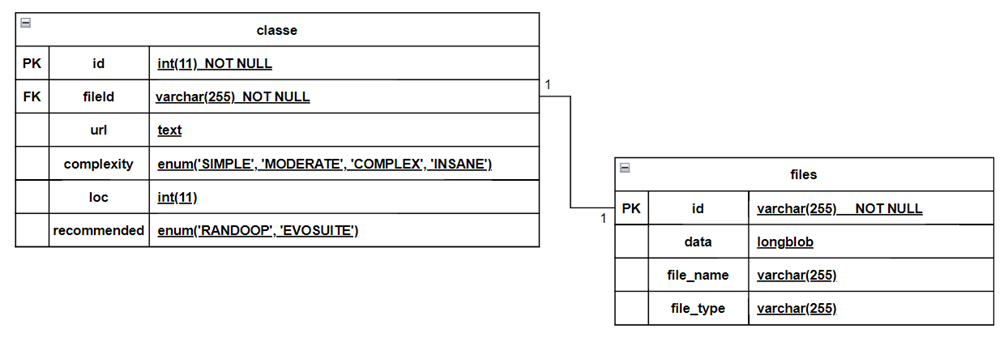 classe
PK id int(11) NOT NULL
FK fileId varchar(255) NOT NULL
url text
complexity enum('SIMPLE', 'MODERATE', 'COMPLEX', 'INSANE')
loc int(11)
recommended enum('RANDOOP', 'EVOSUITE')
1
1
files
PK id varchar(255) NOT NULL
data longblob
file_name varchar(255)
file_type varchar(255)